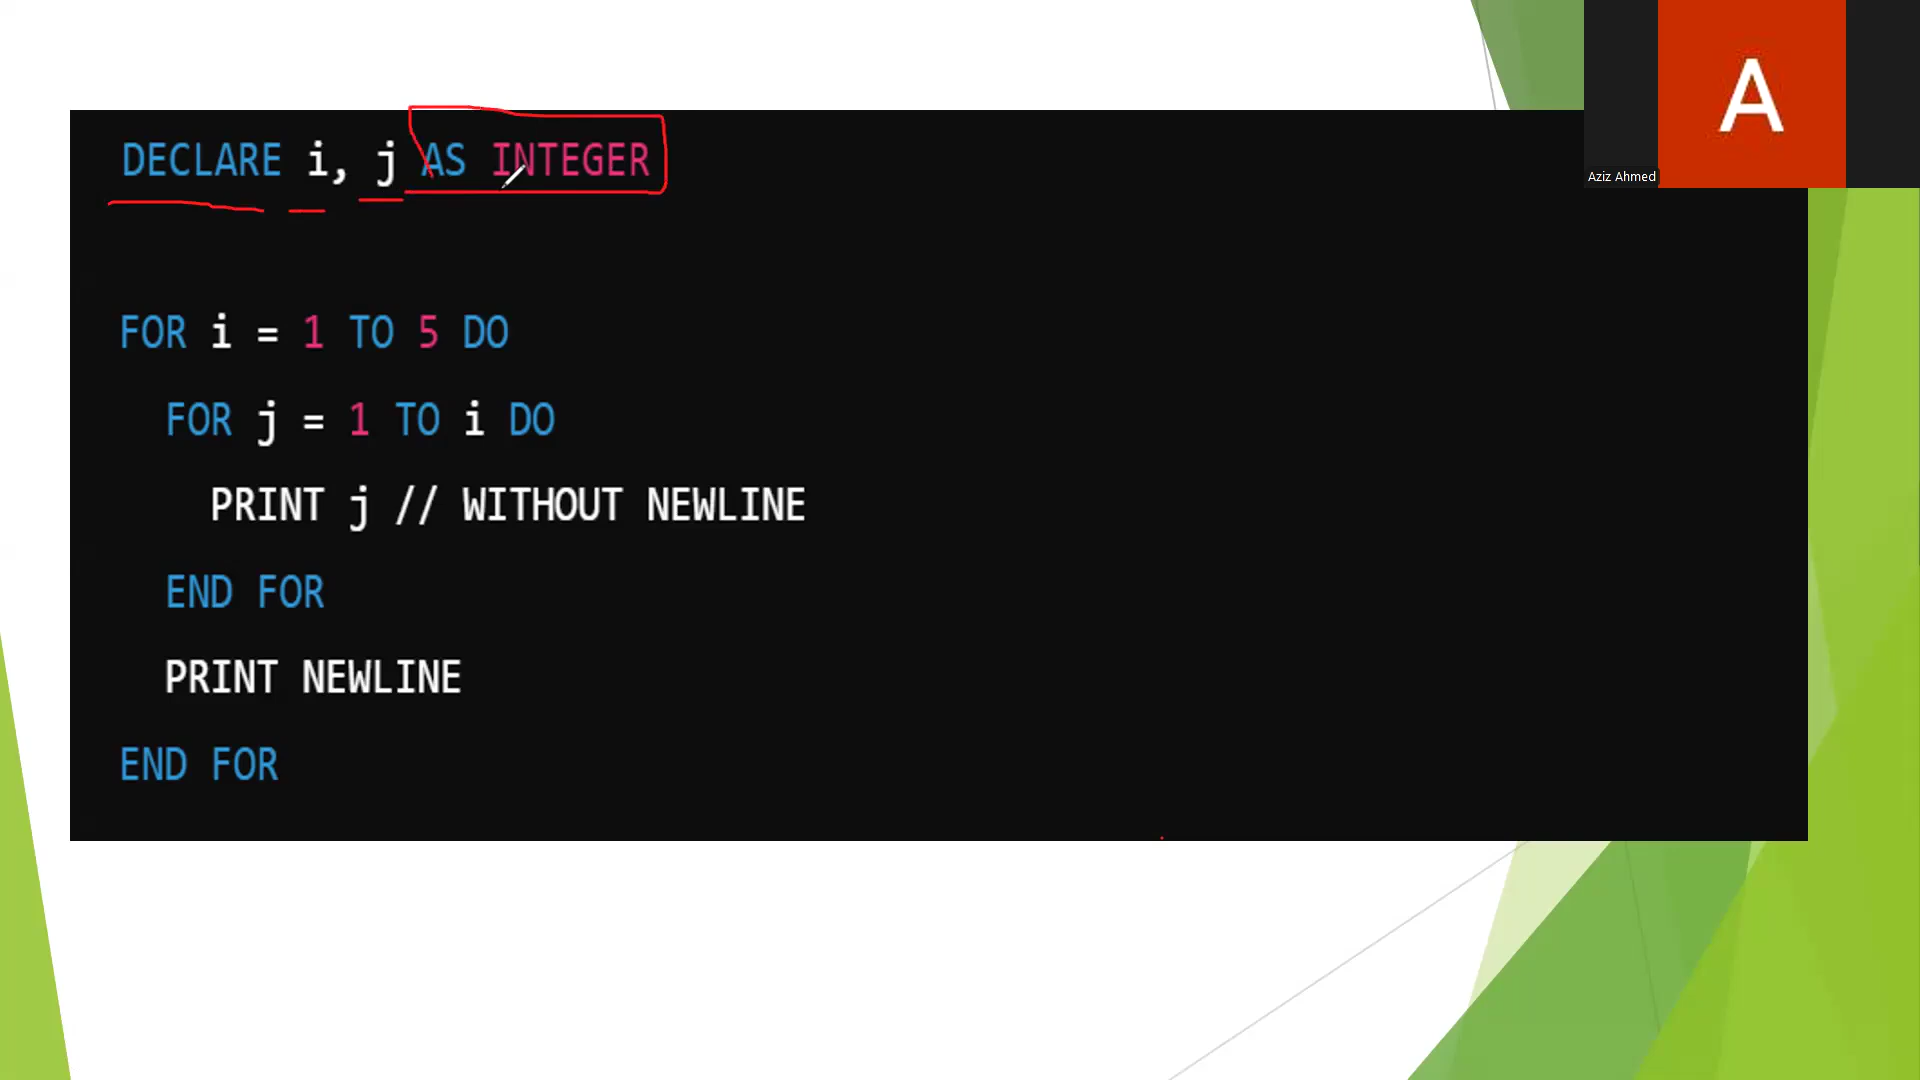 A
Aziz Ahmed
DECLARE i, j AS INTEGER
FOR i = 1 TO 5 DO
FOR j = 1 TO i DO
PRINT j // WITHOUT NEWLINE
END FOR
PRINT NEWLINE
END FOR